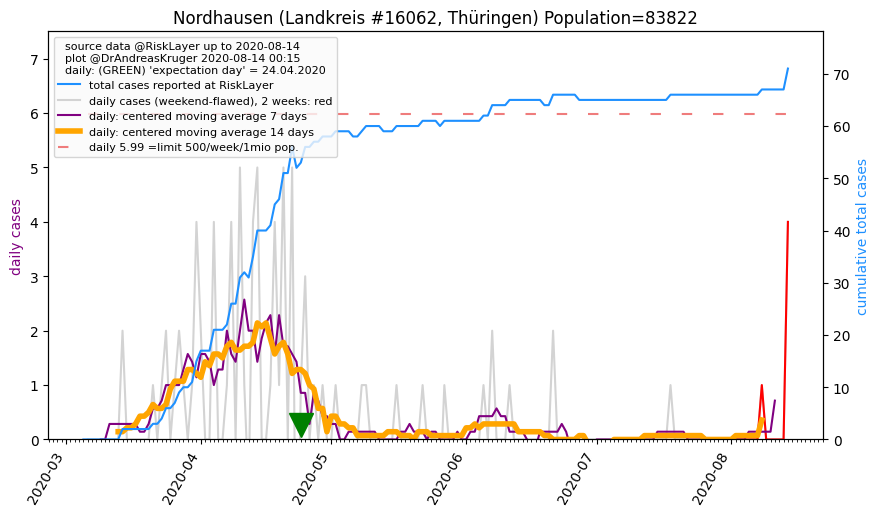 Nordhausen (Landkreis #16062, Thüringen) Population=83822
source data @RiskLayer up to 2020-08-14
plot @DrAndreasKruger 2020-08-14 00:15
daily: (GREEN) 'expectation day' = 24.04.2020
total cases reported at RiskLayer
daily cases (weekend-flawed), 2 weeks: red
daily: centered moving average 7 days
daily: centered moving average 14 days
daily 5.99 =limit 500/week/1mio pop.
daily cases
7
6
5
4
3
2
1
0
cumulative total cases
70
60
50
40
30
20
10
0
2020-03
2020-04
2020-05
2020-06
2020-07
2020-08